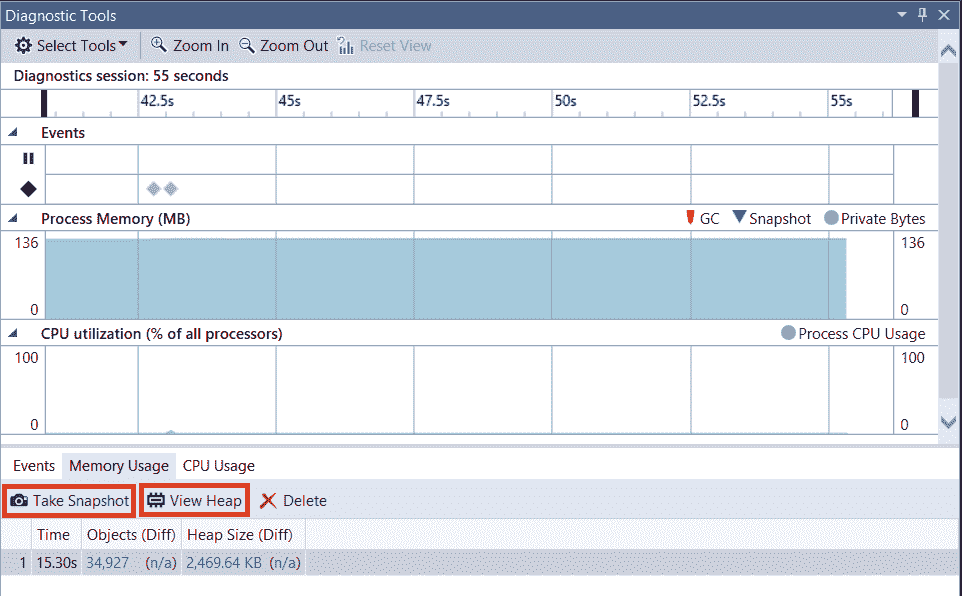 Diagnostic Tools
Select Tools Zoom In Zoom Out Reset View
Diagnostics session: 55 seconds
42.5s 45s 47.5s 50s 52.5s 55s
Events
Process Memory (MB) GC Snapshot Private Bytes
136 136
0 0
CPU utilization (% of all processors) Process CPU Usage
100 100
0 0
Events Memory Usage CPU Usage
Take Snapshot View Heap Delete
Time Objects (Diff) Heap Size (Diff)
1 15.30s 34,927 (n/a) 2,469.64 KB (n/a)